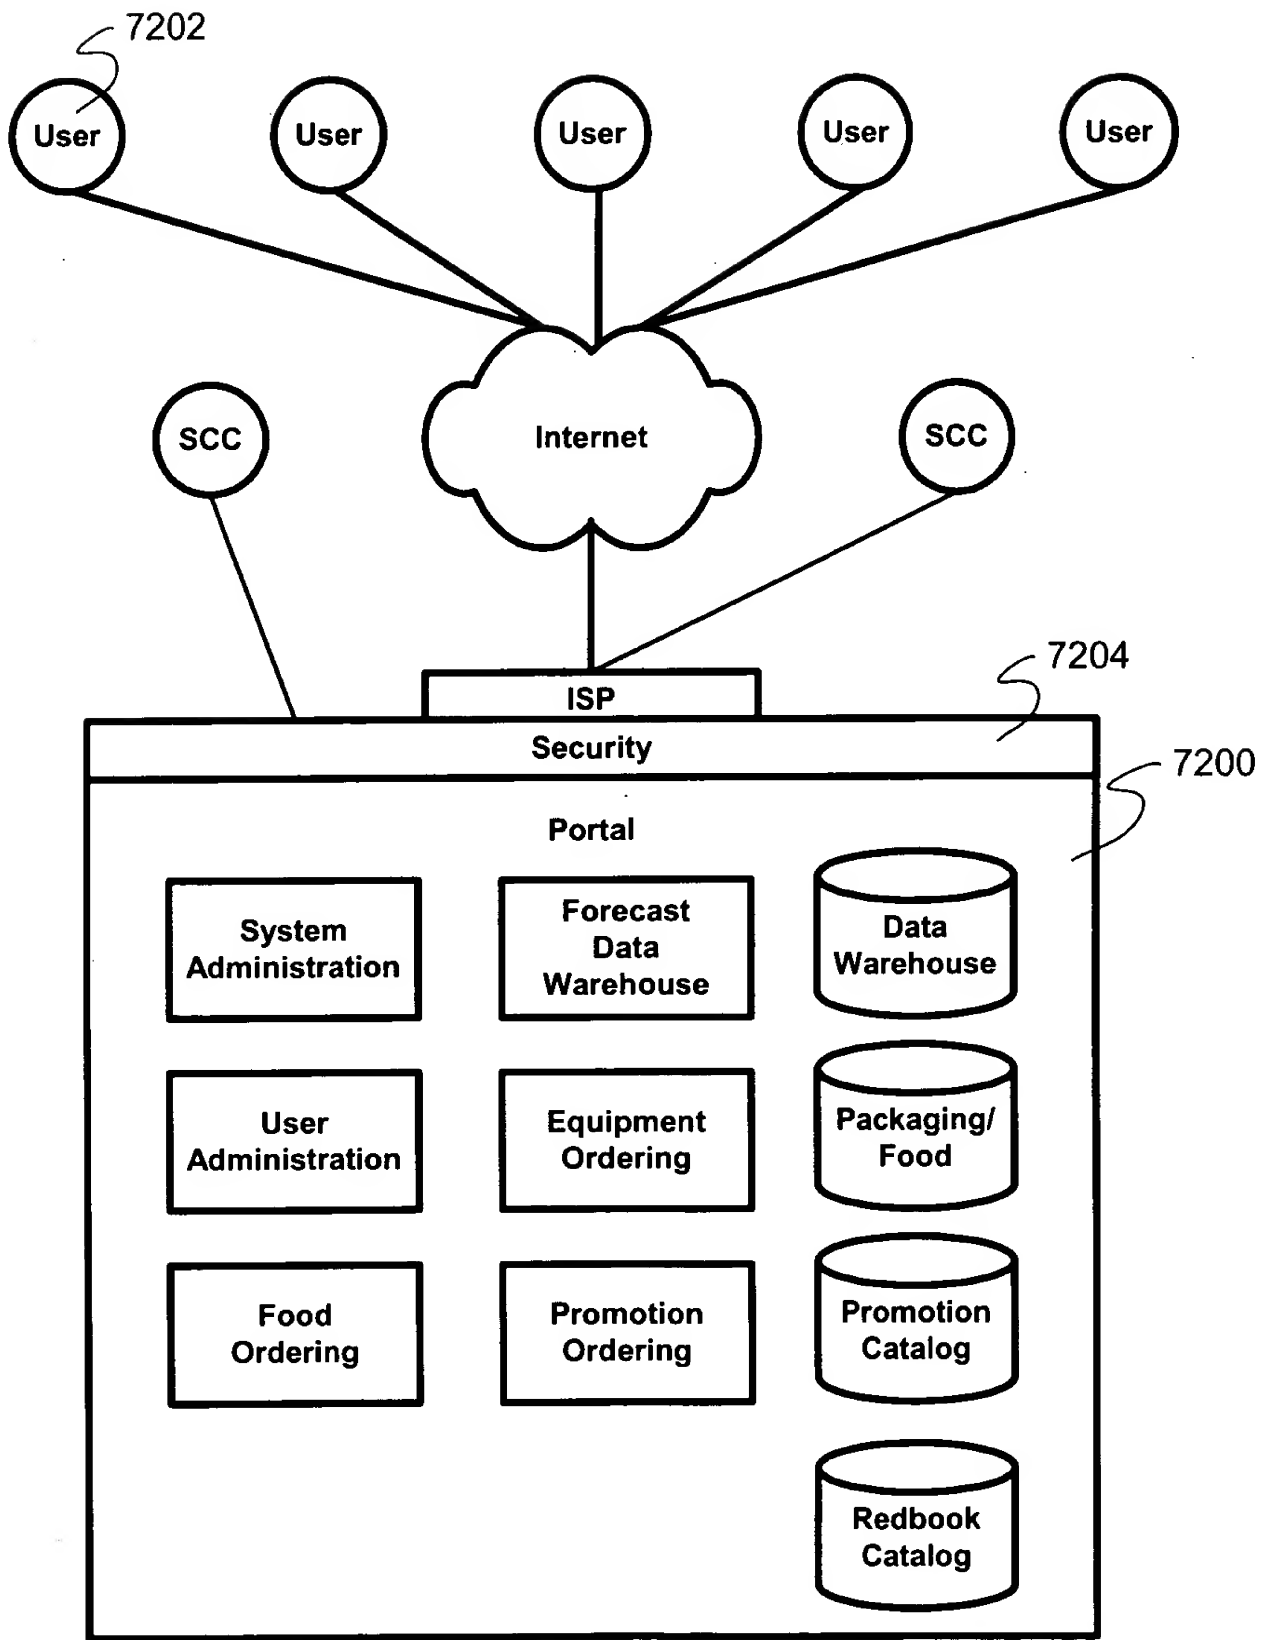 7202
User
User
User
User
User
SCC
Internet
SCC
7204
ISP
Security
7200
Portal
System
Administration
Forecast
Data
Warehouse
Data
Warehouse
User
Administration
Equipment
Ordering
Packaging/
Food
Food
Ordering
Promotion
Ordering
Promotion
Catalog
Redbook
Catalog